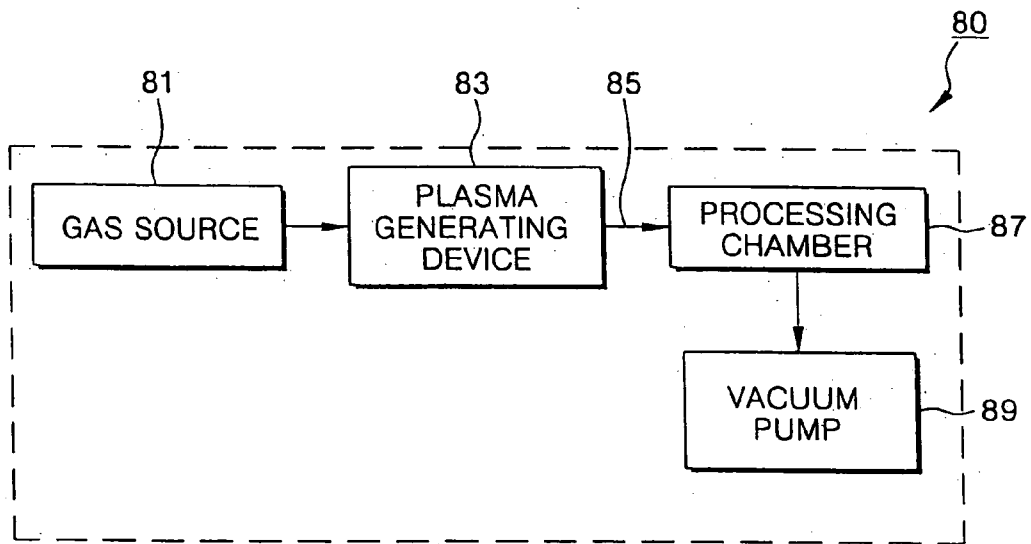 80
81
83
85
GAS SOURCE
PLASMA
GENERATING
DEVICE
PROCESSING
CHAMBER
87
VACUUM
PUMP
89